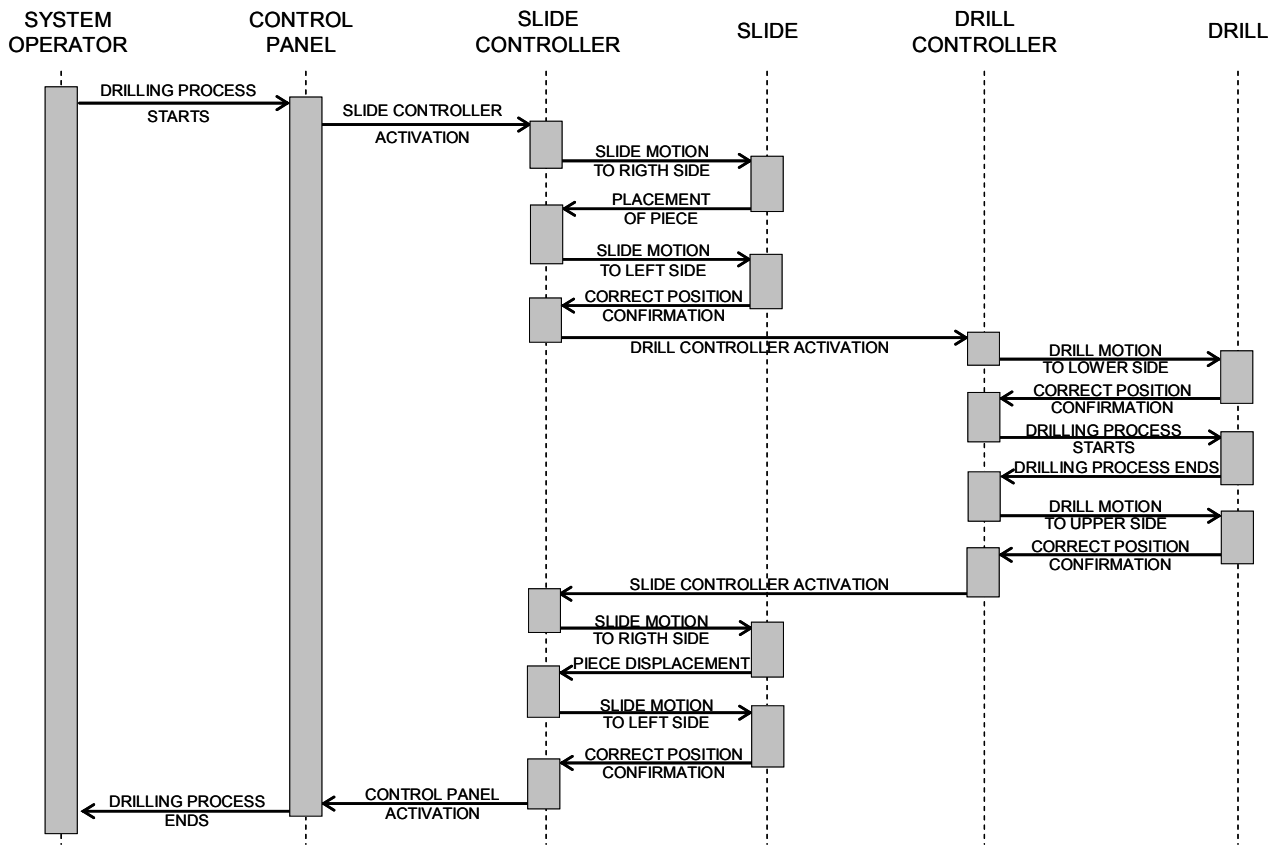 SYSTEM
OPERATOR
CONTROL
PANEL
SLIDE
CONTROLLER
SLIDE
DRILL
CONTROLLER
DRILL
DRILLING PROCESS
STARTS
SLIDE CONTROLLER
ACTIVATION
SLIDE MOTION
TO RIGTH SIDE
PLACEMENT
OF PIECE
SLIDE MOTION
TO LEFT SIDE
CORRECT POSITION
CONFIRMATION
DRILL CONTROLLER ACTIVATION
DRILL MOTION
TO LOWER SIDE
CORRECT POSITION
CONFIRMATION
DRILLING PROCESS
STARTS
DRILLING PROCESS ENDS
DRILL MOTION
TO UPPER SIDE
CORRECT POSITION
CONFIRMATION
SLIDE CONTROLLER ACTIVATION
SLIDE MOTION
TO RIGTH SIDE
PIECE DISPLACEMENT
SLIDE MOTION
TO LEFT SIDE
CORRECT POSITION
CONFIRMATION
CONTROL PANEL
ACTIVATION
DRILLING PROCESS
ENDS